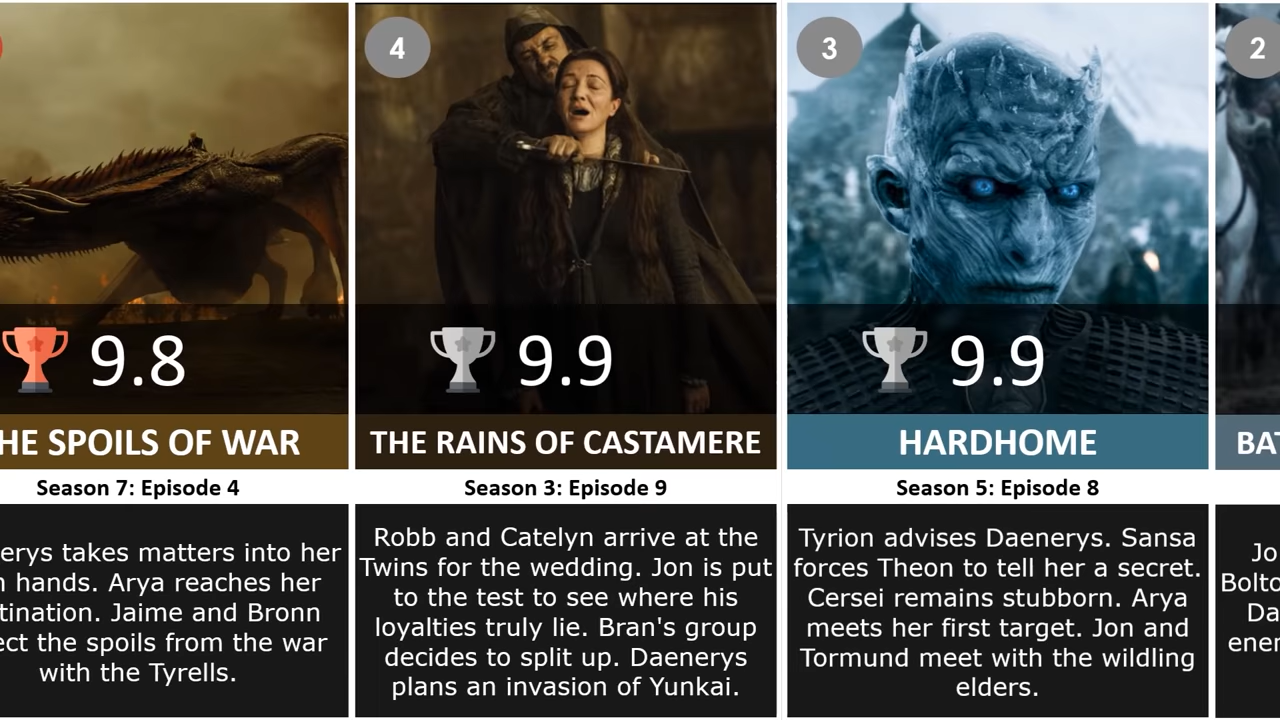 4
3
2
9.8
9.9
9.9
HE SPOILS OF WAR
THE RAINS OF CASTAMERE
HARDHOME
BAT
Season 7: Episode 4
Season 3: Episode 9
Season 5: Episode 8
erys takes matters into her
hands. Arya reaches her
tination. Jaime and Bronn
ect the spoils from the war
with the Tyrells.
Robb and Catelyn arrive at the
Twins for the wedding. Jon is put
to the test to see where his
loyalties truly lie. Bran's group
decides to split up. Daenerys
plans an invasion of Yunkai.
Tyrion advises Daenerys. Sansa
forces Theon to tell her a secret.
Cersei remains stubborn. Arya
meets her first target. Jon and
Tormund meet with the wildling
elders.
Jo
Bolto
Da
ener